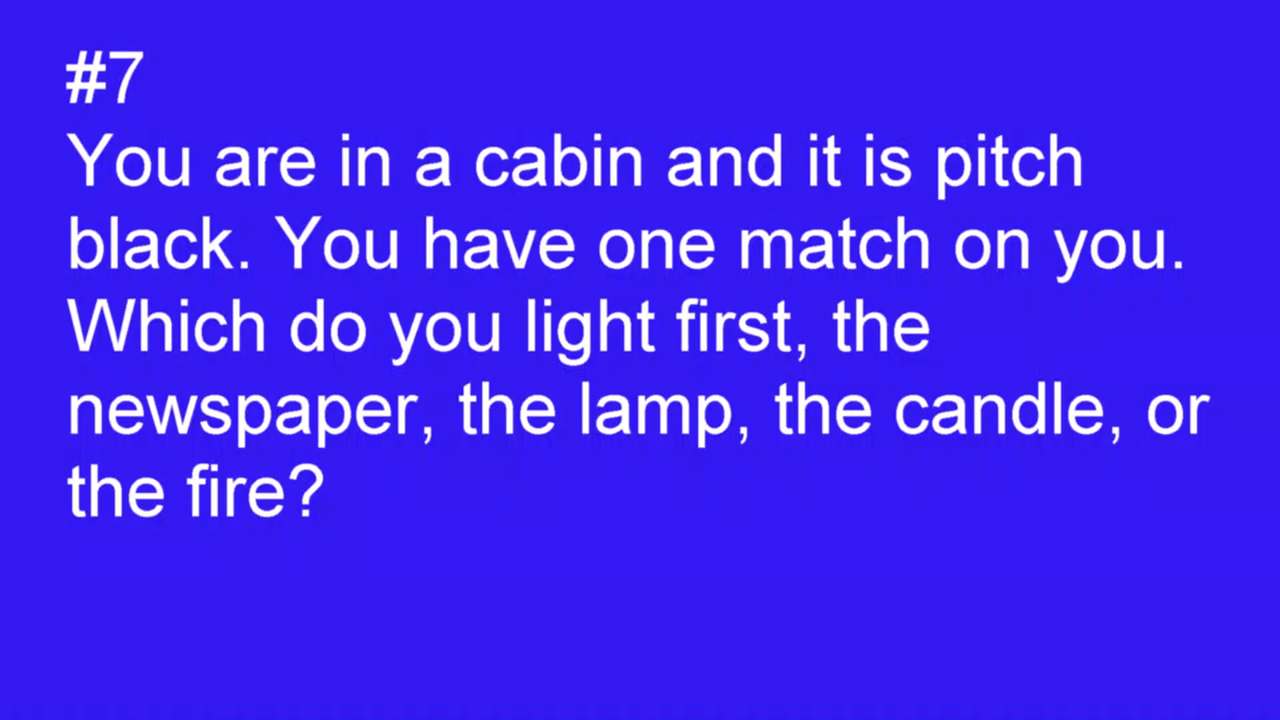 #7
You are in a cabin and it is pitch
black. You have one match on you.
Which do you light first, the
newspaper, the lamp, the candle, or
the fire?